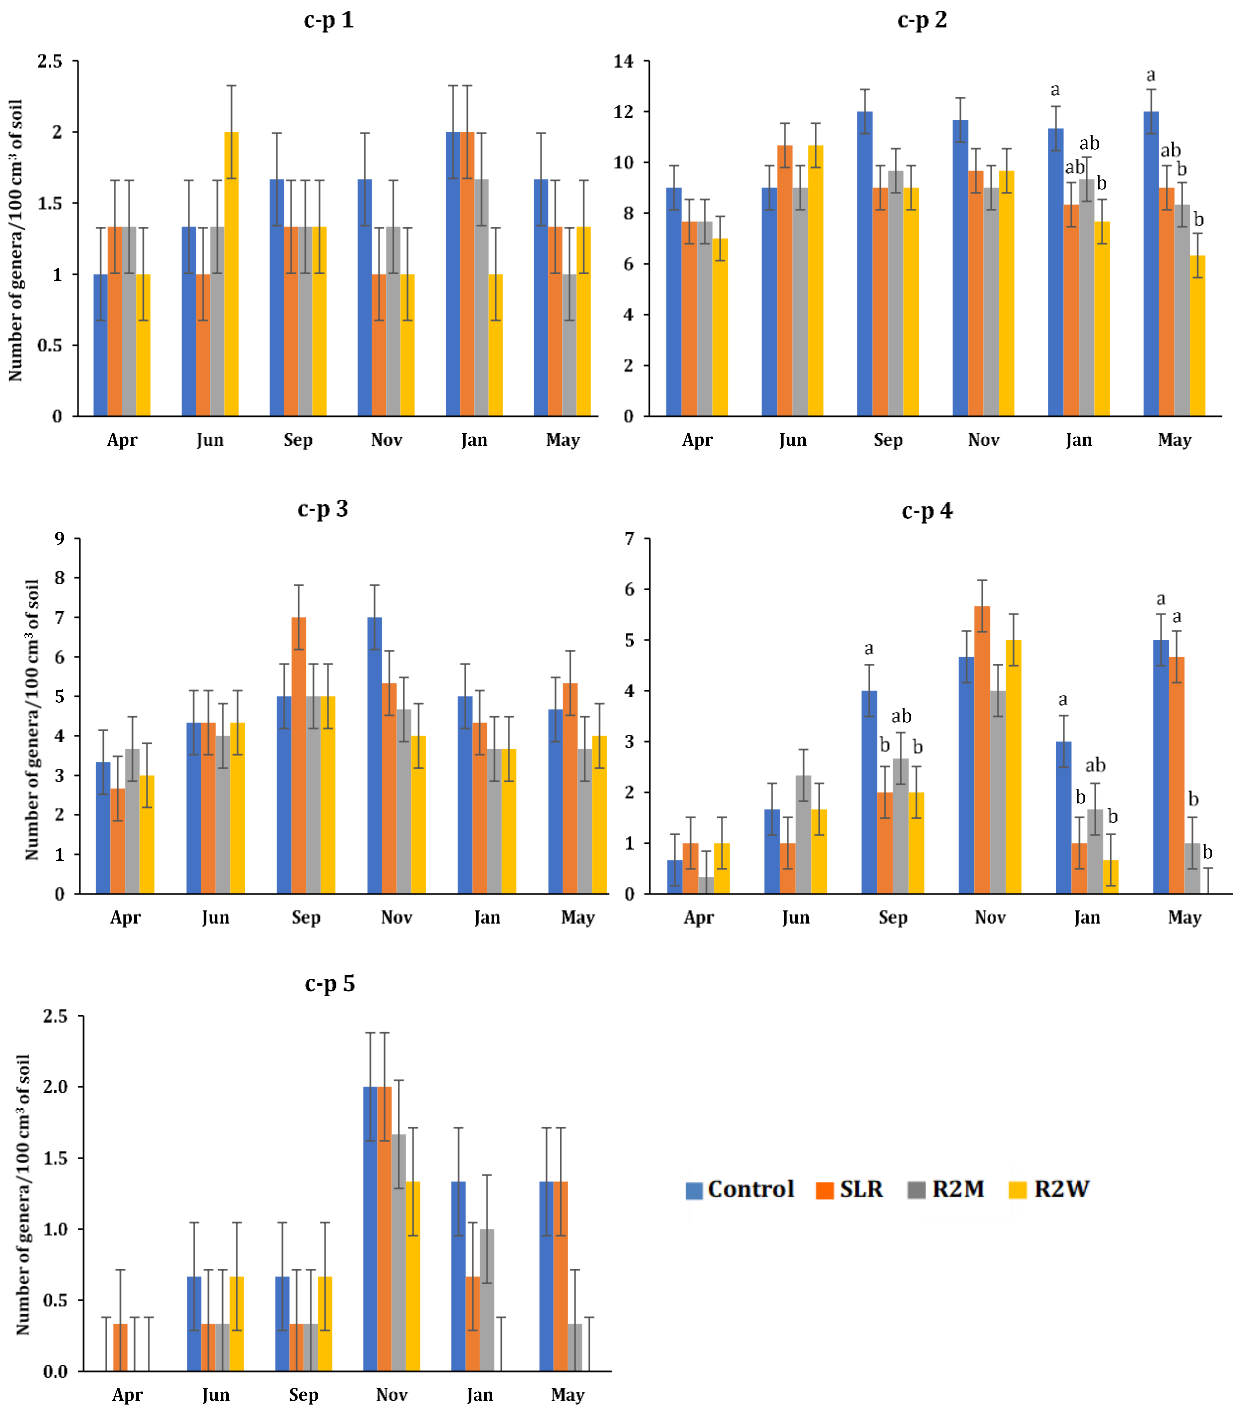 c-p 1
Number of genera/100 cm³ of soil
2.5
2
1.5
1
0.5
0
Apr Jun Sep Nov Jan May
c-p 2
14
12
10
8
6
4
2
0
a ab ab b
a ab b b
Apr Jun Sep Nov Jan May
c-p 3
Number of genera/100 cm³ of soil
9
8
7
6
5
4
3
2
1
0
Apr Jun Sep Nov Jan May
c-p 4
7
6
5
4
3
2
1
0
a b ab b
a b ab b
a a b b
Apr Jun Sep Nov Jan May
c-p 5
Number of genera/100 cm³ of soil
2.5
2.0
1.5
1.0
0.5
0.0
Apr Jun Sep Nov Jan May
Control SLR R2M R2W